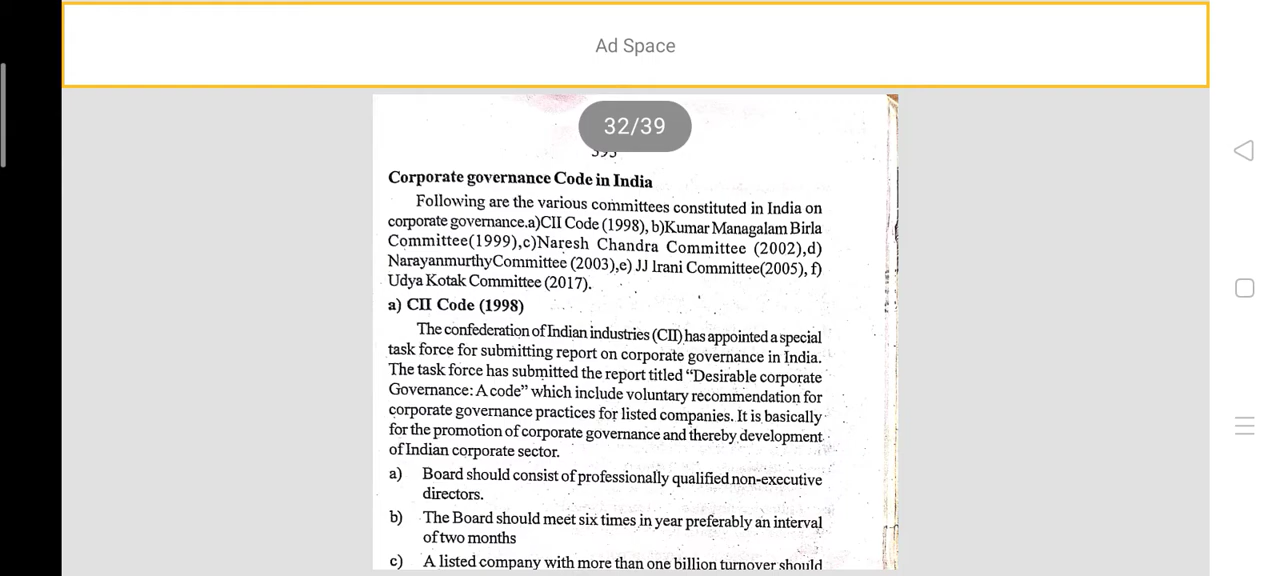 Ad Space
32/39
Corporate governance Code in India
Following are the various committees constituted in India on
corporate governance.a)CII Code (1998), b)Kumar Managalam Birla
Committee(1999),c)Naresh Chandra Committee (2002),d)
NarayanmurthyCommittee (2003),e) JJ Irani Committee(2005), f)
Udya Kotak Committee (2017).
a) CII Code (1998)
The confederation of Indian industries (CII) has appointed a special
task force for submitting report on corporate governance in India.
The task force has submitted the report titled “Desirable corporate
Governance: A code” which include voluntary recommendation for
corporate governance practices for listed companies. It is basically
for the promotion of corporate governance and thereby development
of Indian corporate sector.
a) Board should consist of professionally qualified non-executive
directors.
b) The Board should meet six times in year preferably an interval
of two months
c) A listed company with more than one billion turnover should